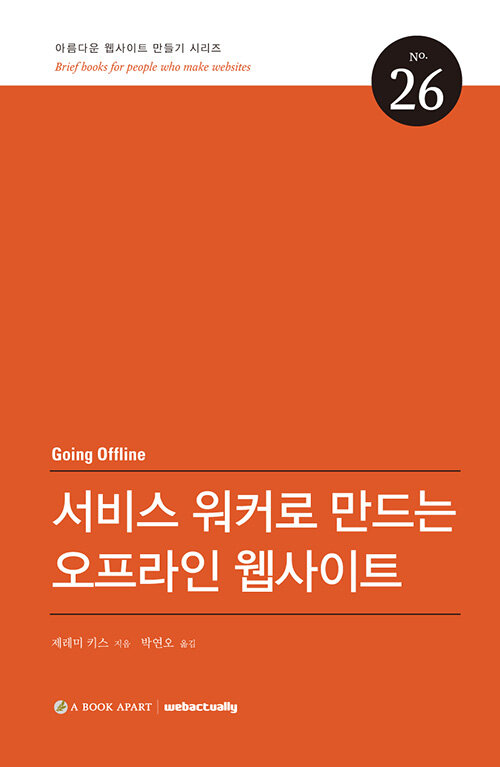 아름다운 웹사이트 만들기 시리즈
Brief books for people who make websites
No.
26
Going Offline
서비스 워커로 만드는
오프라인 웹사이트
제레미 키스 지음 박연오 옮김
A BOOK APART | webactually